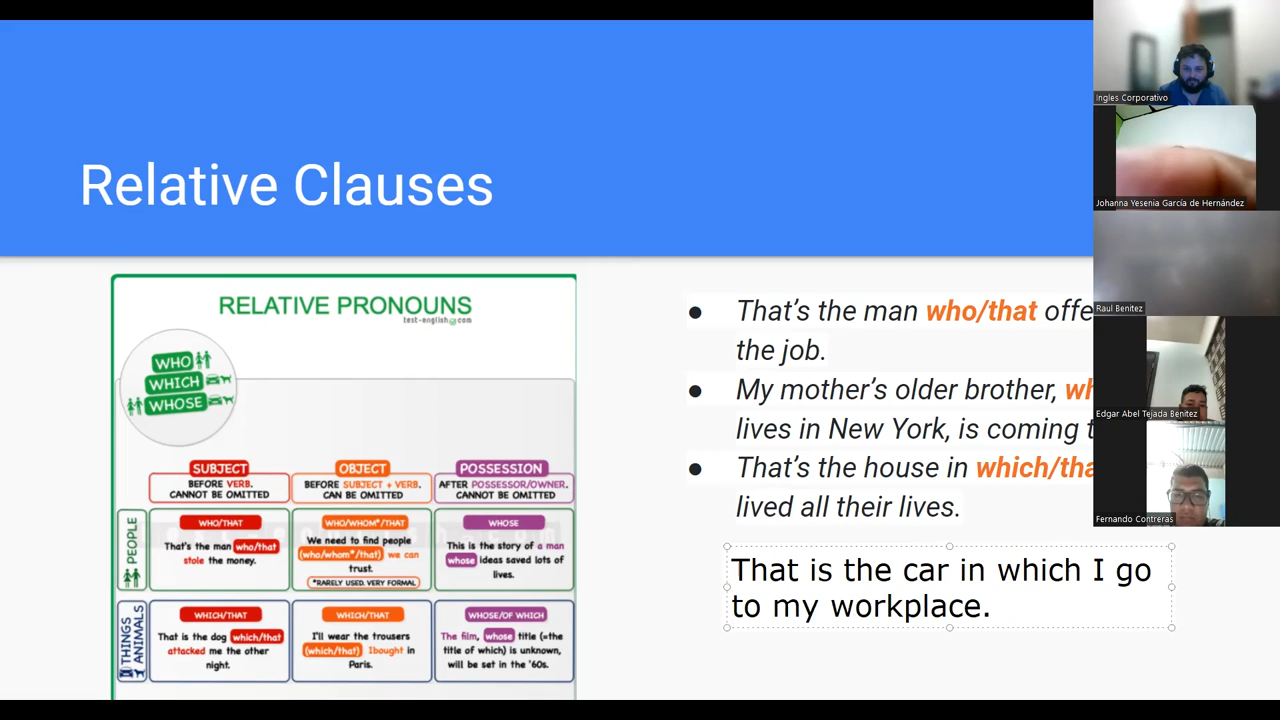 Relative Clauses
RELATIVE PRONOUNS
test-english.com
WHO
WHICH
WHOSE
SUBJECT
BEFORE VERB.
CANNOT BE OMITTED
OBJECT
BEFORE SUBJECT + VERB.
CAN BE OMITTED
POSSESSION
AFTER POSSESSOR/OWNER.
CANNOT BE OMITTED
PEOPLE
WHO/THAT
That's the man who/that
stole the money.
WHO/WHOM*/THAT
We need to find people
(who/whom*/that) we can
trust.
*RARELY USED. VERY FORMAL
WHOSE
This is the story of a man
whose ideas saved lots of
lives.
THINGS
ANIMALS
WHICH/THAT
That is the dog which/that
attacked me the other
night.
WHICH/THAT
I'll wear the trousers
(which/that) I bought in
Paris.
WHOSE/OF WHICH
The film, whose title (=the
title of which) is unknown,
will be set in the '60s.
● That's the man who/that offe
the job.
● My mother's older brother, wh
lives in New York, is coming t
● That's the house in which/tha
lived all their lives.
That is the car in which I go
to my workplace.
Ingles Corporativo
Johanna Yesenia García de Hernández
Raul Benitez
Edgar Abel Tejada Benitez
Fernando Contreras